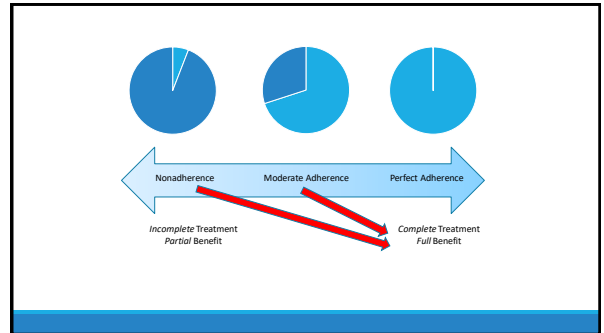 Nonadherence
Moderate Adherence
Perfect Adherence
Incomplete Treatment
Partial Benefit
Complete Treatment
Full Benefit